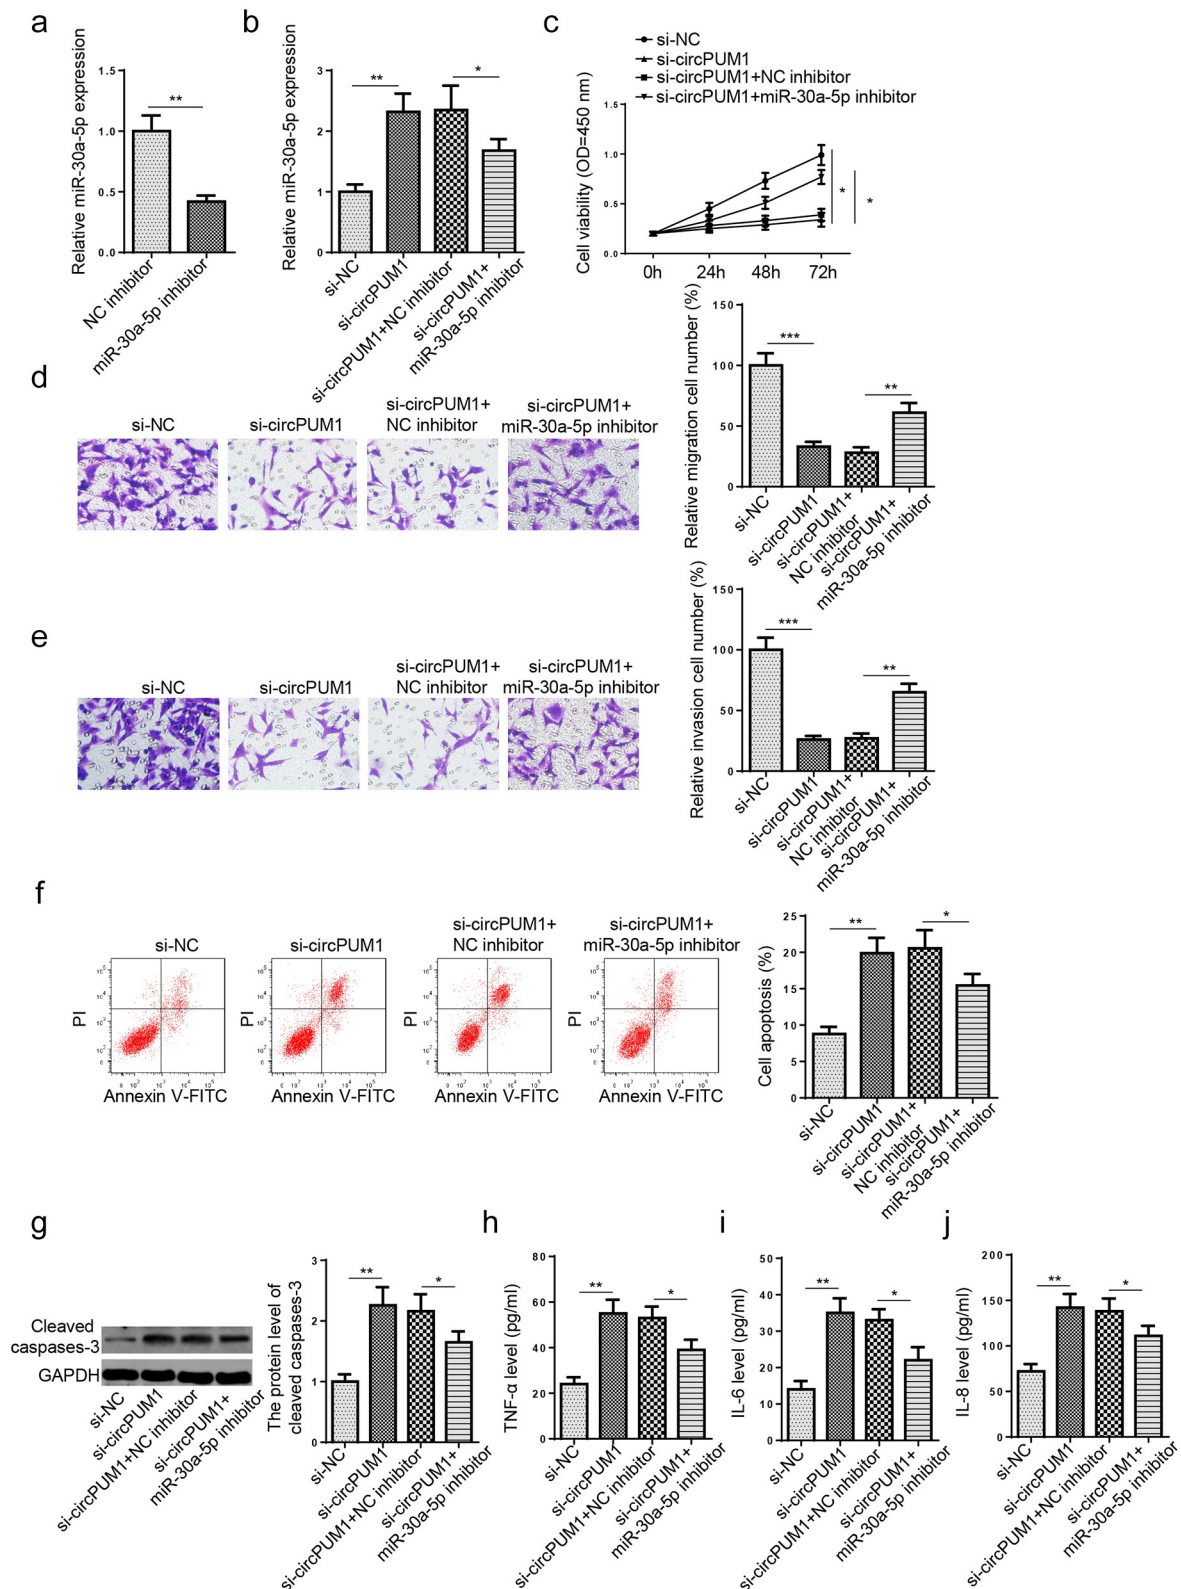 a
Relative miR-30a-5p expression
1.5
1.0
0.5
0.0
**
NC inhibitor
miR-30a-5p inhibitor
b
Relative miR-30a-5p expression
3
2
1
0
**
*
si-NC
si-circPUM1
si-circPUM1+NC inhibitor
si-circPUM1+
miR-30a-5p inhibitor
c
si-NC
si-circPUM1
si-circPUM1+NC inhibitor
si-circPUM1+miR-30a-5p inhibitor
Cell viability (OD=450 nm)
1.5
1.0
0.5
0.0
0h
24h
48h
72h
*
*
d
si-NC
si-circPUM1
si-circPUM1+
NC inhibitor
si-circPUM1+
miR-30a-5p inhibitor
Relative migration cell number (%)
150
100
50
0
***
**
si-NC
si-circPUM1
si-circPUM1+
NC inhibitor
si-circPUM1+
miR-30a-5p inhibitor
e
si-NC
si-circPUM1
si-circPUM1+
NC inhibitor
si-circPUM1+
miR-30a-5p inhibitor
Relative invasion cell number (%)
150
100
50
0
***
**
si-NC
si-circPUM1
si-circPUM1+
NC inhibitor
si-circPUM1+
miR-30a-5p inhibitor
f
si-NC
si-circPUM1
si-circPUM1+
NC inhibitor
si-circPUM1+
miR-30a-5p inhibitor
PI
PI
PI
PI
Annexin V-FITC
Annexin V-FITC
Annexin V-FITC
Annexin V-FITC
Cell apoptosis (%)
25
20
15
10
5
0
**
*
si-NC
si-circPUM1
si-circPUM1+
NC inhibitor
si-circPUM1+
miR-30a-5p inhibitor
g
Cleaved
caspases-3
GAPDH
si-NC
si-circPUM1
si-circPUM1+NC inhibitor
si-circPUM1+
miR-30a-5p inhibitor
The protein level of
cleaved caspases-3
3
2
1
0
**
*
si-NC
si-circPUM1
si-circPUM1+NC inhibitor
si-circPUM1+
miR-30a-5p inhibitor
h
TNF-α level (pg/ml)
80
60
40
20
0
**
*
si-NC
si-circPUM1
si-circPUM1+NC inhibitor
si-circPUM1+
miR-30a-5p inhibitor
i
IL-6 level (pg/ml)
50
40
30
20
10
0
**
*
si-NC
si-circPUM1
si-circPUM1+NC inhibitor
si-circPUM1+
miR-30a-5p inhibitor
j
IL-8 level (pg/ml)
200
150
100
50
0
**
*
si-NC
si-circPUM1
si-circPUM1+NC inhibitor
si-circPUM1+
miR-30a-5p inhibitor